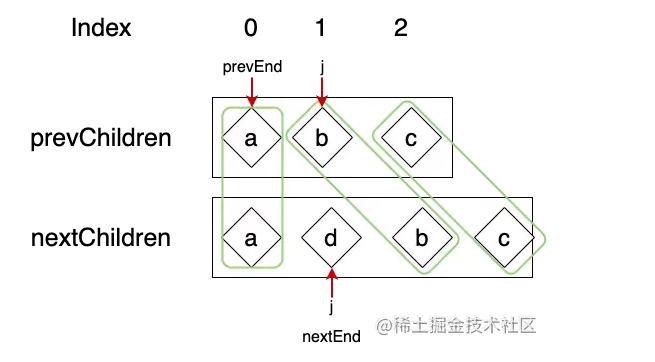 Index 0 1 2
prevEnd j
prevChildren a b c
nextChildren a d b c
j
nextEnd
@稀土掘金技术社区